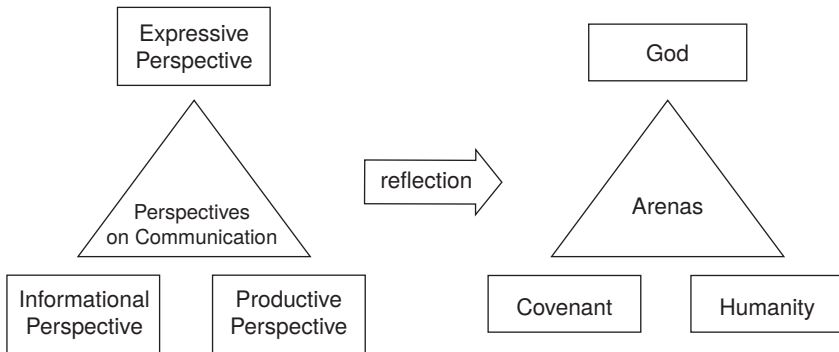 Expressive
Perspective
Perspectives
on Communication
Informational
Perspective
Productive
Perspective
reflection
God
Arenas
Covenant
Humanity